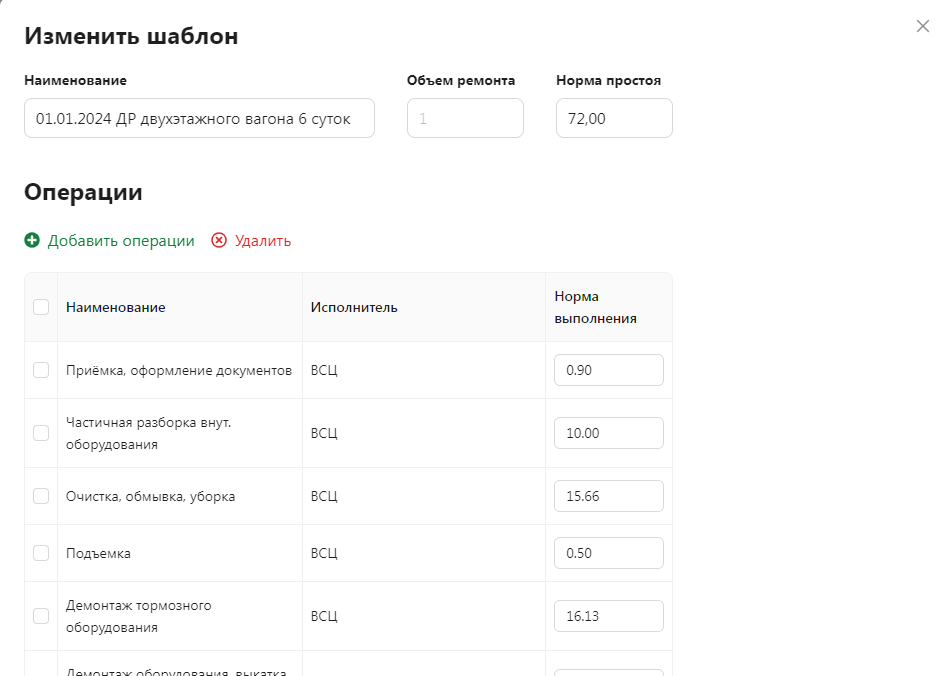 Изменить шаблон
Наименование Объем ремонта Норма простоя
01.01.2024 ДР двухэтажного вагона 6 суток 1 72,00
Операции
Добавить операции Удалить
Наименование Исполнитель Норма
выполнения
Приёмка, оформление документов ВСЦ 0.90
Частичная разборка внут.
оборудования ВСЦ 10.00
Очистка, обмывка, уборка ВСЦ 15.66
Подъемка ВСЦ 0.50
Демонтаж тормозного
оборудования ВСЦ 16.13
Демонтаж оборудования, выкатка